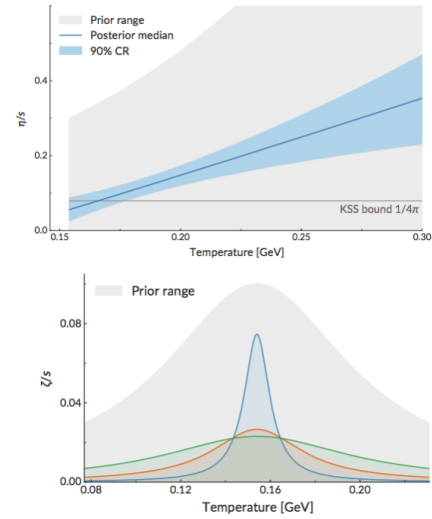 Prior range
Posterior median
90% CR
0.4
0.2
0.0
η/s
KSS bound 1/4π
0.15
0.20
0.25
0.30
Temperature [GeV]
Prior range
0.08
0.04
0.00
ζ/s
0.08
0.12
0.16
0.20
Temperature [GeV]